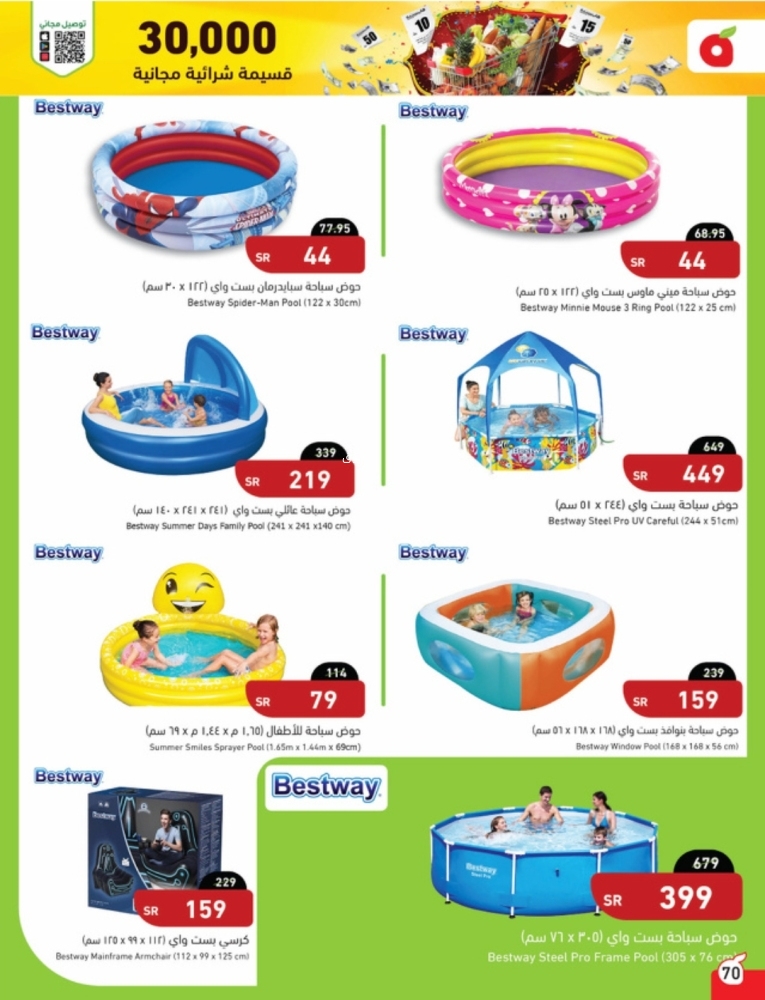 توصيل مجاني
30,000
قسيمة شرائية مجانية
50
10
15
Bestway
77.95
SR 44
حوض سباحة سبايدرمان بست واي (١٢٢ x ٣٠ سم)
Bestway Spider-Man Pool (122 x 30cm)
Bestway
68.95
SR 44
حوض سباحة ميني ماوس بست واي (١٢٢ x ٢٥ سم)
Bestway Minnie Mouse 3 Ring Pool (122 x 25 cm)
Bestway
339
SR 219
حوض سباحة عائلي بست واي (٢٤١ x ٢٤١ x ١٤٠ سم)
Bestway Summer Days Family Pool (241 x 241 x140 cm)
Bestway
649
SR 449
حوض سباحة بست واي (٢٤٤ x ٥١ سم)
Bestway Steel Pro UV Careful (244 x 51cm)
Bestway
114
SR 79
حوض سباحة للأطفال (١,٦٥ م x ١,٤٤ م x ٦٩ سم)
Summer Smiles Sprayer Pool (1.65m x 1.44m x 69cm)
Bestway
239
SR 159
حوض سباحة بنوافذ بست واي (١٦٨ x ١٦٨ x ٥٦ سم)
Bestway Window Pool (168 x 168 x 56 cm)
Bestway
Bestway
229
SR 159
كرسي بست واي (١١٢ x ٩٩ x ١٢٥ سم)
Bestway Mainframe Armchair (112 x 99 x 125 cm)
Bestway
Bestway
Steel Pro
679
SR 399
حوض سباحة بست واي (٣٠٥ x ٧٦ سم)
Bestway Steel Pro Frame Pool (305 x 76 cm)
70